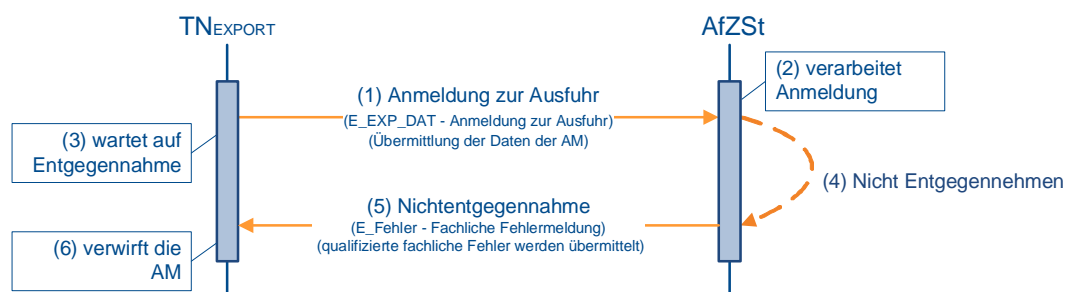 TNEXPORT
AfZSt
(2) verarbeitet
Anmeldung
(1) Anmeldung zur Ausfuhr
(E_EXP_DAT - Anmeldung zur Ausfuhr)
(Übermittlung der Daten der AM)
(3) wartet auf
Entgegennahme
(4) Nicht Entgegennehmen
(5) Nichtentgegennahme
(E_Fehler - Fachliche Fehlermeldung)
(qualifizierte fachliche Fehler werden übermittelt)
(6) verwirft die
AM